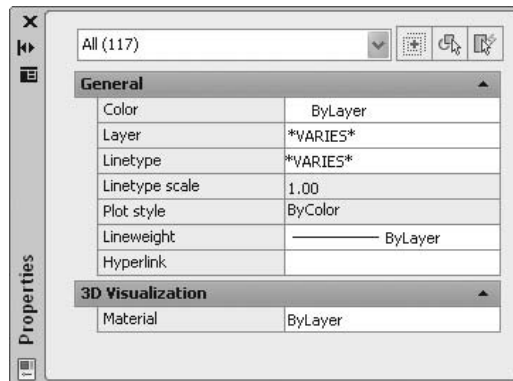 All (117)
General
Color ByLayer
Layer *VARIES*
Linetype *VARIES*
Linetype scale 1.00
Plot style ByColor
Lineweight ByLayer
Hyperlink
3D Visualization
Material ByLayer
Properties